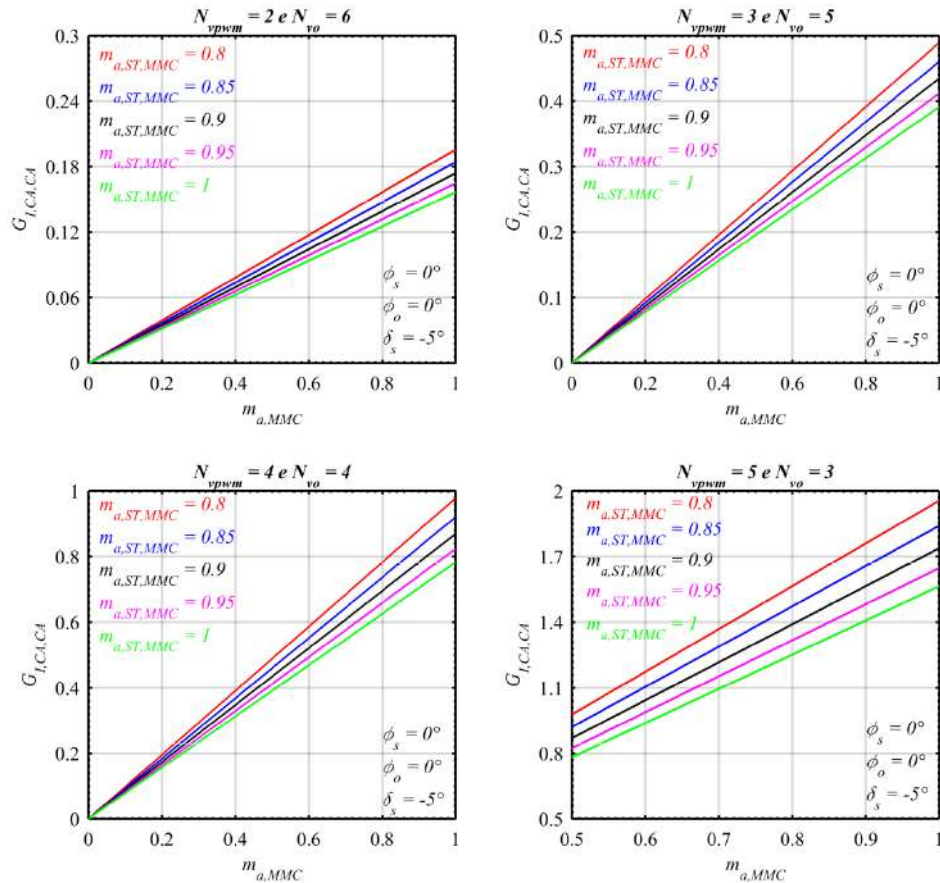 N_vpwm = 2 e N_vo = 6
0.3
0.24
0.18
0.12
0.06
0
G_I,CA,CA
m_a,ST,MMC = 0.8
m_a,ST,MMC = 0.85
m_a,ST,MMC = 0.9
m_a,ST,MMC = 0.95
m_a,ST,MMC = 1
ϕ_s = 0°
ϕ_o = 0°
δ_s = -5°
0 0.2 0.4 0.6 0.8 1
m_a,MMC
N_vpwm = 3 e N_vo = 5
0.5
0.4
0.3
0.2
0.1
0
G_I,CA,CA
m_a,ST,MMC = 0.8
m_a,ST,MMC = 0.85
m_a,ST,MMC = 0.9
m_a,ST,MMC = 0.95
m_a,ST,MMC = 1
ϕ_s = 0°
ϕ_o = 0°
δ_s = -5°
0 0.2 0.4 0.6 0.8 1
m_a,MMC
N_vpwm = 4 e N_vo = 4
1
0.8
0.6
0.4
0.2
0
G_I,CA,CA
m_a,ST,MMC = 0.8
m_a,ST,MMC = 0.85
m_a,ST,MMC = 0.9
m_a,ST,MMC = 0.95
m_a,ST,MMC = 1
ϕ_s = 0°
ϕ_o = 0°
δ_s = -5°
0 0.2 0.4 0.6 0.8 1
m_a,MMC
N_vpwm = 5 e N_vo = 3
2
1.7
1.4
1.1
0.8
0.5
G_I,CA,CA
m_a,ST,MMC = 0.8
m_a,ST,MMC = 0.85
m_a,ST,MMC = 0.9
m_a,ST,MMC = 0.95
m_a,ST,MMC = 1
ϕ_s = 0°
ϕ_o = 0°
δ_s = -5°
0.5 0.6 0.7 0.8 0.9 1
m_a,MMC